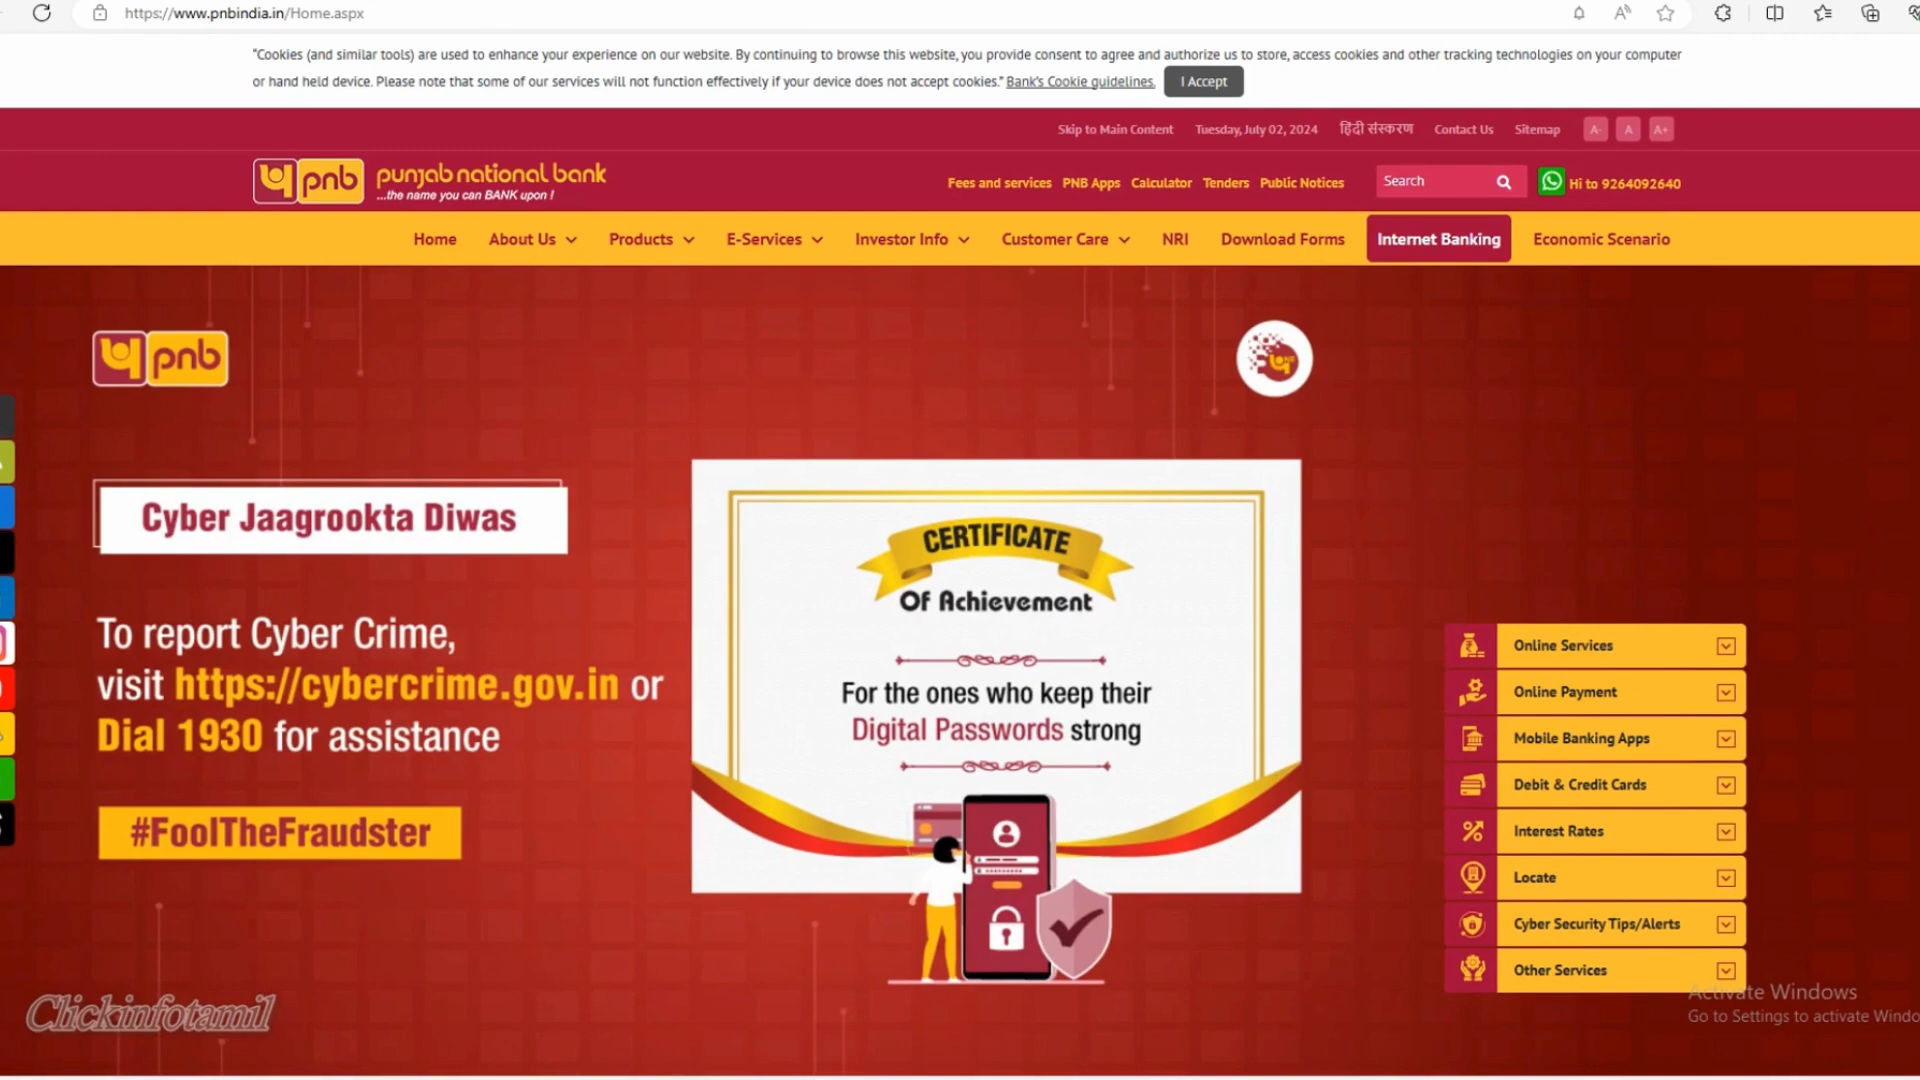 https://www.pnbindia.in/Home.aspx
"Cookies (and similar tools) are used to enhance your experience on our website. By continuing to browse this website, you provide consent to agree and authorize us to store, access cookies and other tracking technologies on your computer
or hand held device. Please note that some of our services will not function effectively if your device does not accept cookies." Bank's Cookie guidelines. I Accept
Skip to Main Content Tuesday, July 02, 2024 हिंदी संस्करण Contact Us Sitemap A- A A+
पnb pnb punjab national bank
...the name you can BANK upon !
Fees and services PNB Apps Calculator Tenders Public Notices Search Hi to 9264092640
Home About Us Products E-Services Investor Info Customer Care NRI Download Forms Internet Banking Economic Scenario
pnb
Cyber Jaagrookta Diwas
To report Cyber Crime,
visit https://cybercrime.gov.in or
Dial 1930 for assistance
#FoolTheFraudster
CERTIFICATE
Of Achievement
For the ones who keep their
Digital Passwords strong
Online Services
Online Payment
Mobile Banking Apps
Debit & Credit Cards
Interest Rates
Locate
Cyber Security Tips/Alerts
Other Services
Clickinfotamil
Activate Windows
Go to Settings to activate Windo